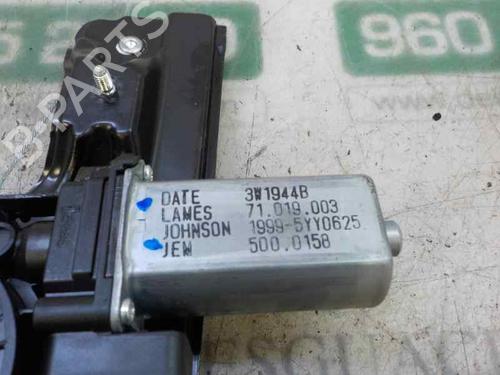 960
B-PARTS
DATE 3W1944B
LAMES 71.019.003
JOHNSON 1999-5YY0625
JEW 500.0158